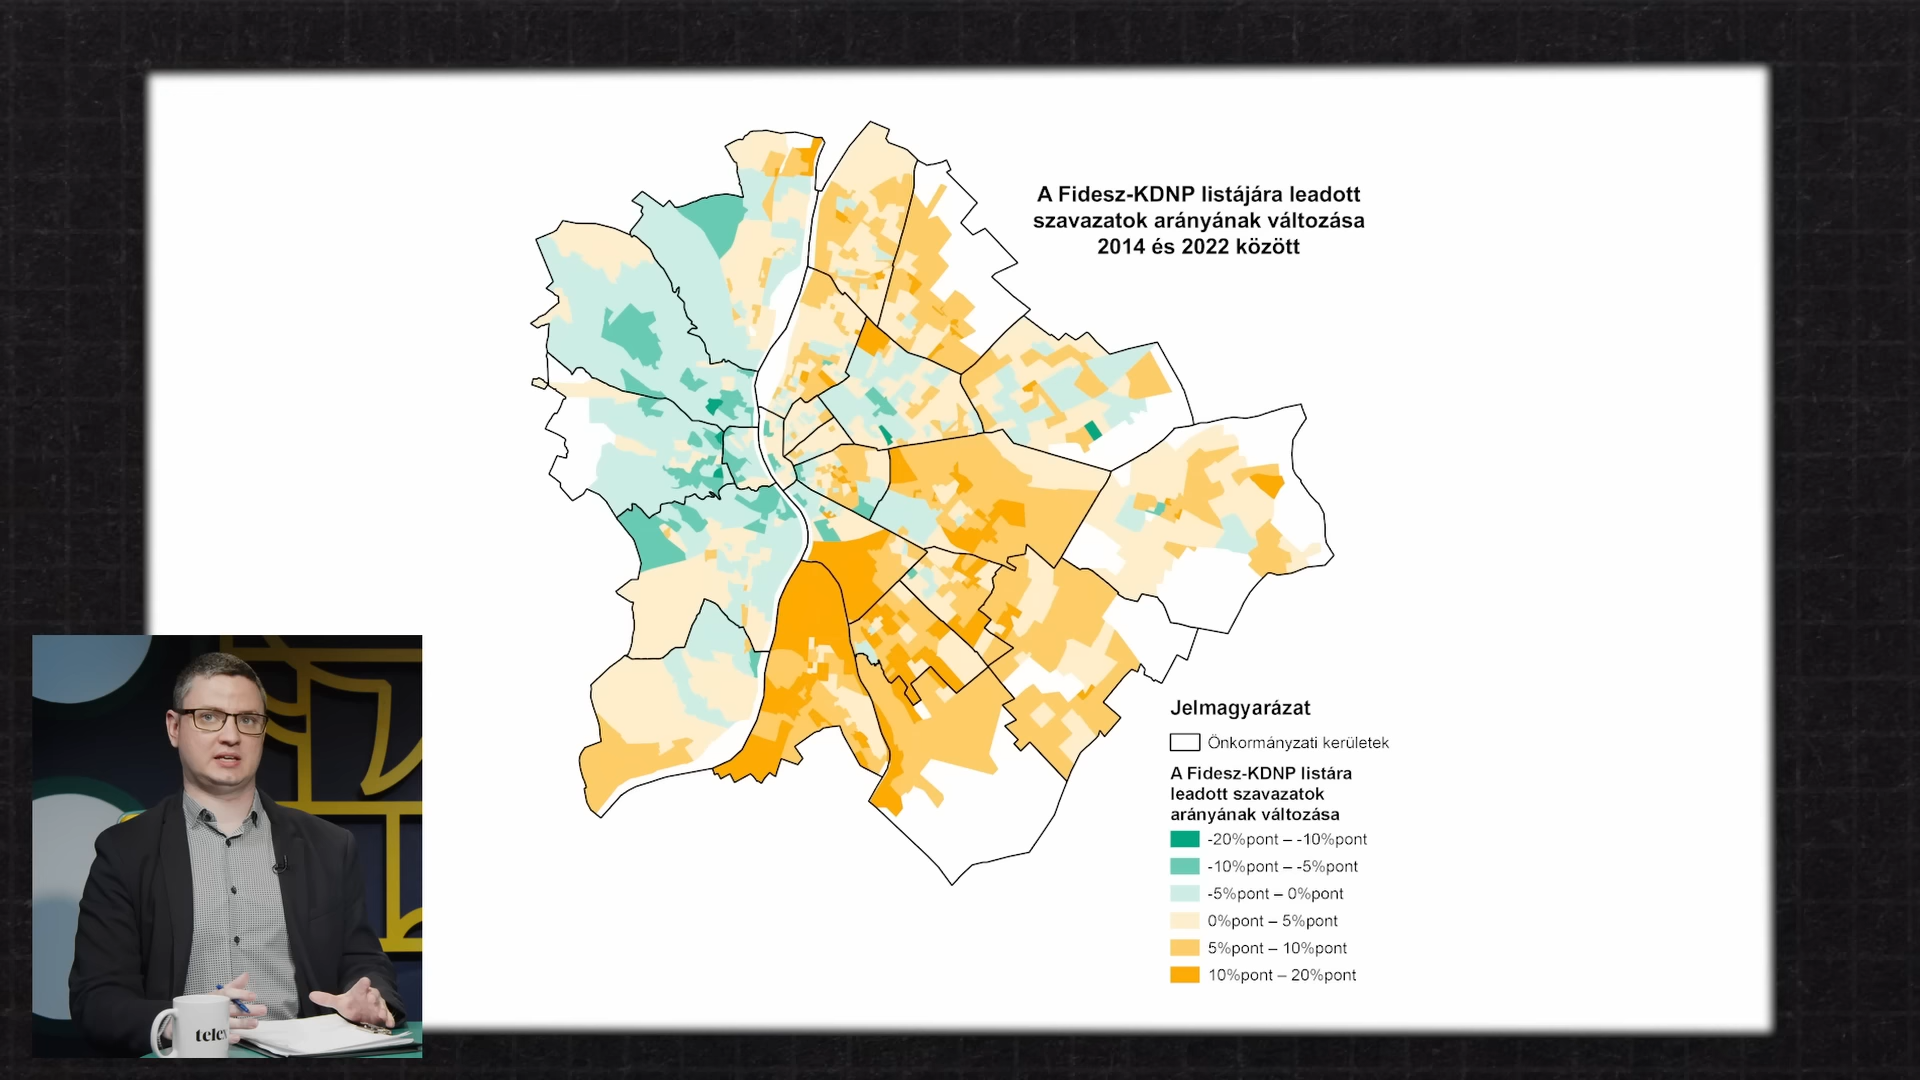 A Fidesz-KDNP listájára leadott
szavazatok arányának változása
2014 és 2022 között
Jelmagyarázat
Önkormányzati kerületek
A Fidesz-KDNP listára
leadott szavazatok
arányának változása
-20%pont – -10%pont
-10%pont – -5%pont
-5%pont – 0%pont
0%pont – 5%pont
5%pont – 10%pont
10%pont – 20%pont
telex